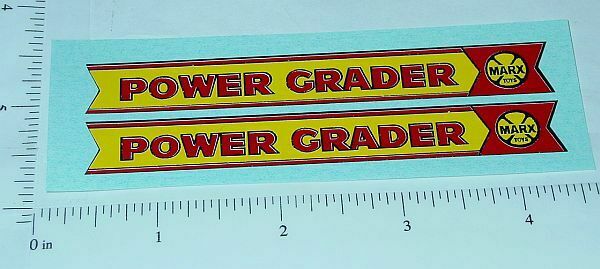 POWER GRADER
MARX
TOYS
POWER GRADER
MARX
TOYS
4
5
0 in
1
2
3
4